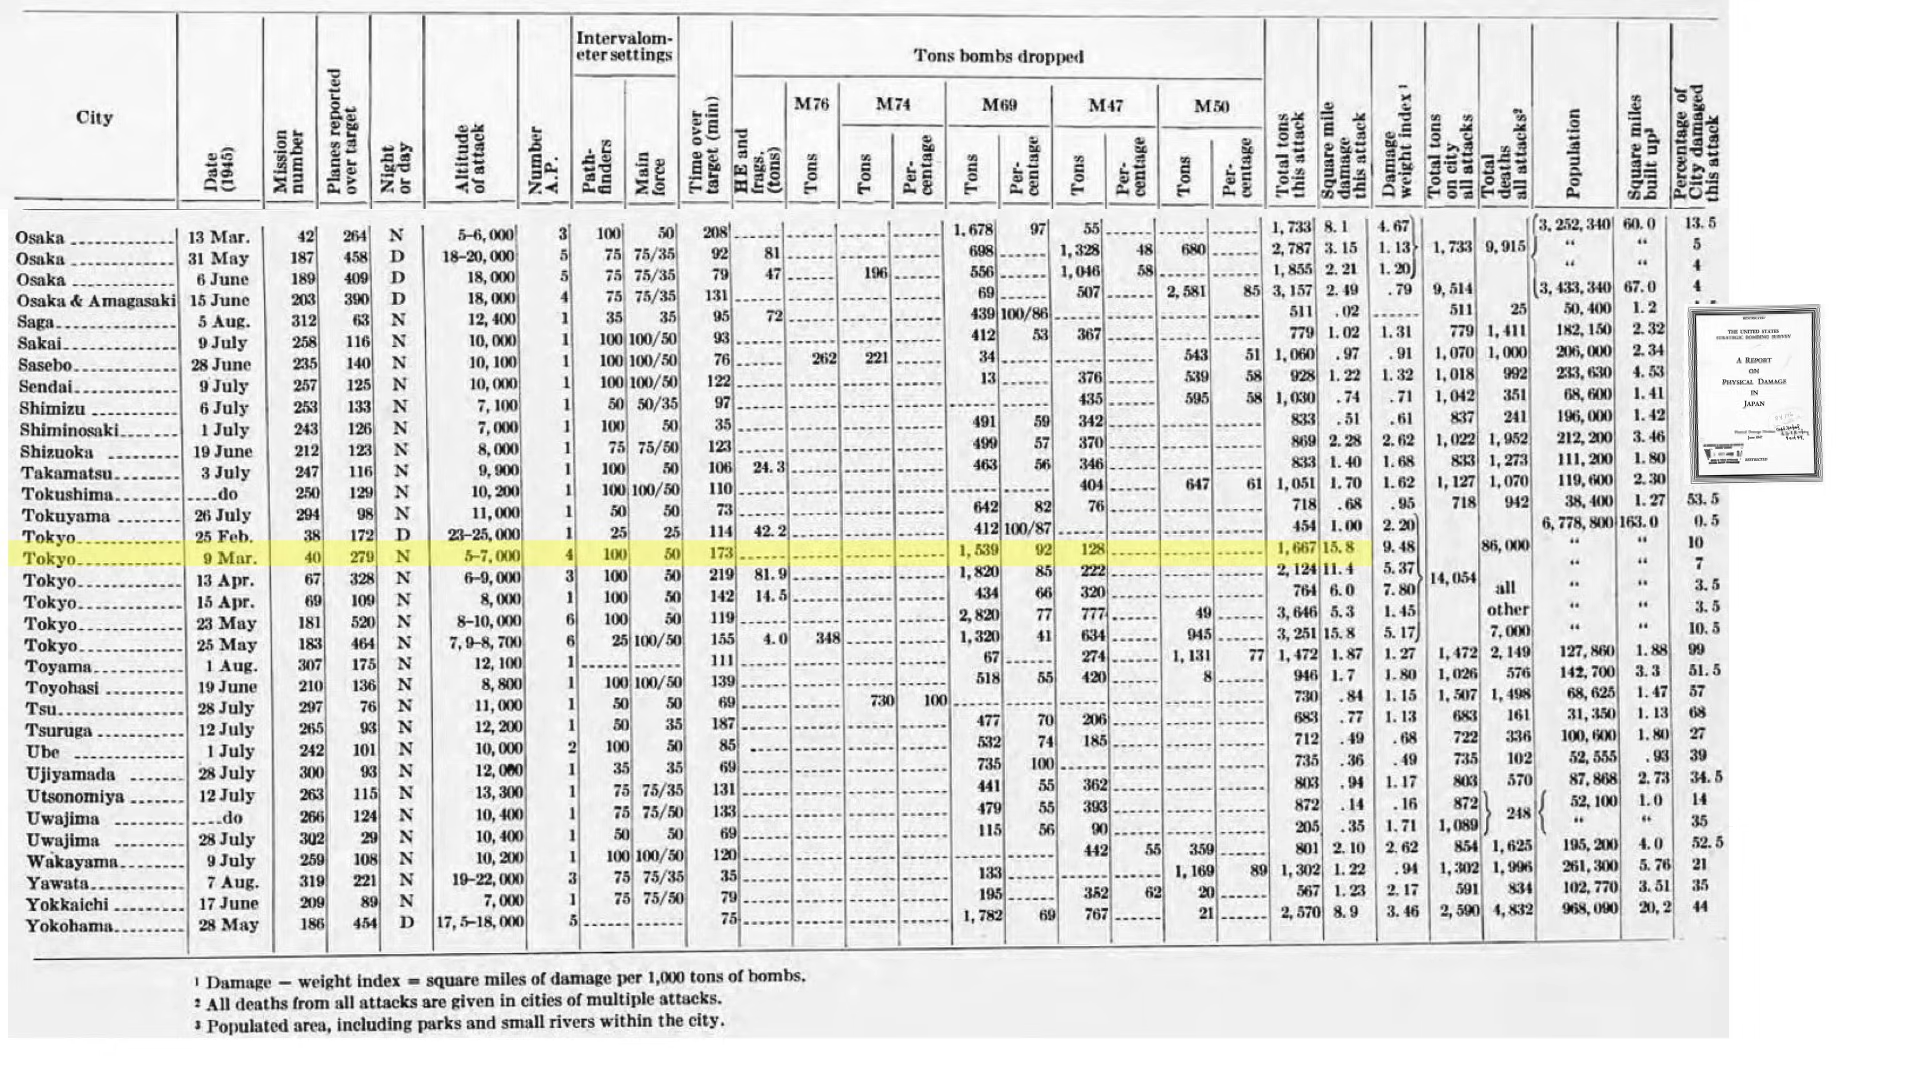 City
Date (1945)
Mission number
Planes reported over target
Night or day
Altitude of attack
Number A.P.
Intervalom-
eter settings
Path-finders
Main force
Time over target (min)
Tons bombs dropped
HE and frags. (tons)
M76
Tons
M74
Tons
Per-centage
M69
Tons
Per-centage
M47
Tons
Per-centage
M50
Tons
Per-centage
Total tons this attack
Square mile damage this attack
Damage weight index ¹
Total tons on city all attacks
Total deaths all attacks²
Population
Square miles built up³
Percentage of City damaged this attack
Osaka 13 Mar. 42 264 N 5-6,000 3 100 50 208 1,678 97 55 1,733 8.1 4.67 1,733 9,915 3,252,340 60.0 13.5
Osaka 31 May 187 458 D 18-20,000 5 75 75/35 92 81 698 1,328 48 680 2,787 3.15 1.13 “ “ 5
Osaka 6 June 189 409 D 18,000 5 75 75/35 79 47 196 556 1,046 58 1,855 2.21 1.20 “ “ 4
Osaka & Amagasaki 15 June 203 390 D 18,000 4 75 75/35 131 69 507 2,581 85 3,157 2.49 .79 9,514 3,433,340 67.0 4
Saga 5 Aug. 312 63 N 12,400 1 35 35 95 72 439 100/86 511 .02 511 25 50,400 1.2
Sakai 9 July 258 116 N 10,000 1 100 100/50 93 412 53 367 779 1.02 1.31 779 1,411 182,150 2.32
Sasebo 28 June 235 140 N 10,100 1 100 100/50 76 262 221 34 543 51 1,060 .97 .91 1,070 1,000 206,000 2.34
Sendai 9 July 257 125 N 10,000 1 100 100/50 122 13 376 539 58 928 1.22 1.32 1,018 992 233,630 4.53
Shimizu 6 July 253 133 N 7,100 1 50 50/35 97 435 595 58 1,030 .74 .71 1,042 351 68,600 1.41
Shiminosaki 1 July 243 126 N 7,000 1 100 50 35 491 59 342 833 .51 .61 837 241 196,000 1.42
Shizuoka 19 June 212 123 N 8,000 1 75 75/50 123 499 57 370 869 2.28 2.62 1,022 1,952 212,200 3.46
Takamatsu 3 July 247 116 N 9,900 1 100 50 106 24.3 463 56 346 833 1.40 1.68 833 1,273 111,200 1.80
Tokushima do 250 129 N 10,200 1 100 100/50 110 404 647 61 1,051 1.70 1.62 1,127 1,070 119,600 2.30
Tokuyama 26 July 294 98 N 11,000 1 50 50 73 642 82 76 718 .68 .95 718 942 38,400 1.27 53.5
Tokyo 25 Feb. 38 172 D 23-25,000 1 25 25 114 42.2 412 100/87 454 1.00 2.20 6,778,800 163.0 0.5
Tokyo 9 Mar. 40 279 N 5-7,000 4 100 50 173 1,539 92 128 1,667 15.8 9.48 86,000 “ “ 10
Tokyo 13 Apr. 67 328 N 6-9,000 3 100 50 219 81.9 1,820 85 222 2,124 11.4 5.37 14,054 “ “ 7
Tokyo 15 Apr. 69 109 N 8,000 1 100 50 142 14.5 434 66 320 764 6.0 7.80 all “ “ 3.5
Tokyo 23 May 181 520 N 8-10,000 6 100 50 119 2,820 77 777 49 3,646 5.3 1.45 other “ “ 3.5
Tokyo 25 May 183 464 N 7,9-8,700 6 25 100/50 155 4.0 348 1,320 41 634 945 3,251 15.8 5.17 7,000 “ “ 10.5
Toyama 1 Aug. 307 175 N 12,100 1 111 67 274 1,131 77 1,472 1.87 1.27 1,472 2,149 127,860 1.88 99
Toyohasi 19 June 210 136 N 8,800 1 100 100/50 139 518 55 420 8 946 1.7 1.80 1,026 576 142,700 3.3 51.5
Tsu 28 July 297 76 N 11,000 1 50 50 69 730 100 730 .84 1.15 1,507 1,498 68,625 1.47 57
Tsuruga 12 July 265 93 N 12,200 1 50 35 187 477 70 206 683 .77 1.13 683 161 31,350 1.13 68
Ube 1 July 242 101 N 10,000 2 100 50 85 532 74 185 712 .49 .68 722 336 100,600 1.80 27
Ujiyamada 28 July 300 93 N 12,000 1 35 35 69 735 100 735 .36 .49 735 102 52,555 .93 39
Utsonomiya 12 July 263 115 N 13,300 1 75 75/35 131 441 55 362 803 .94 1.17 803 570 87,868 2.73 34.5
Uwajima do 266 124 N 10,400 1 75 75/50 133 479 55 393 872 .14 .16 872 248 52,100 1.0 14
Uwajima 28 July 302 29 N 10,400 1 50 50 69 115 56 90 205 .35 1.71 1,089 “ “ 35
Wakayama 9 July 259 108 N 10,200 1 100 100/50 120 442 55 359 801 2.10 2.62 854 1,625 195,200 4.0 52.5
Yawata 7 Aug. 319 221 N 19-22,000 3 75 75/35 35 133 1,169 89 1,302 1.22 .94 1,302 1,996 261,300 5.76 21
Yokkaichi 17 June 209 89 N 7,000 1 75 75/50 79 195 352 62 20 567 1.23 2.17 591 834 102,770 3.51 35
Yokohama 28 May 186 454 D 17,5-18,000 5 75 1,782 69 767 21 2,570 8.9 3.46 2,590 4,832 968,090 20,2 44
¹ Damage — weight index = square miles of damage per 1,000 tons of bombs.
² All deaths from all attacks are given in cities of multiple attacks.
³ Populated area, including parks and small rivers within the city.
THE UNITED STATES
STRATEGIC BOMBING SURVEY
A REPORT
ON
PHYSICAL DAMAGE
IN
JAPAN
Physical Damage Division
June 1947
RESTRICTED